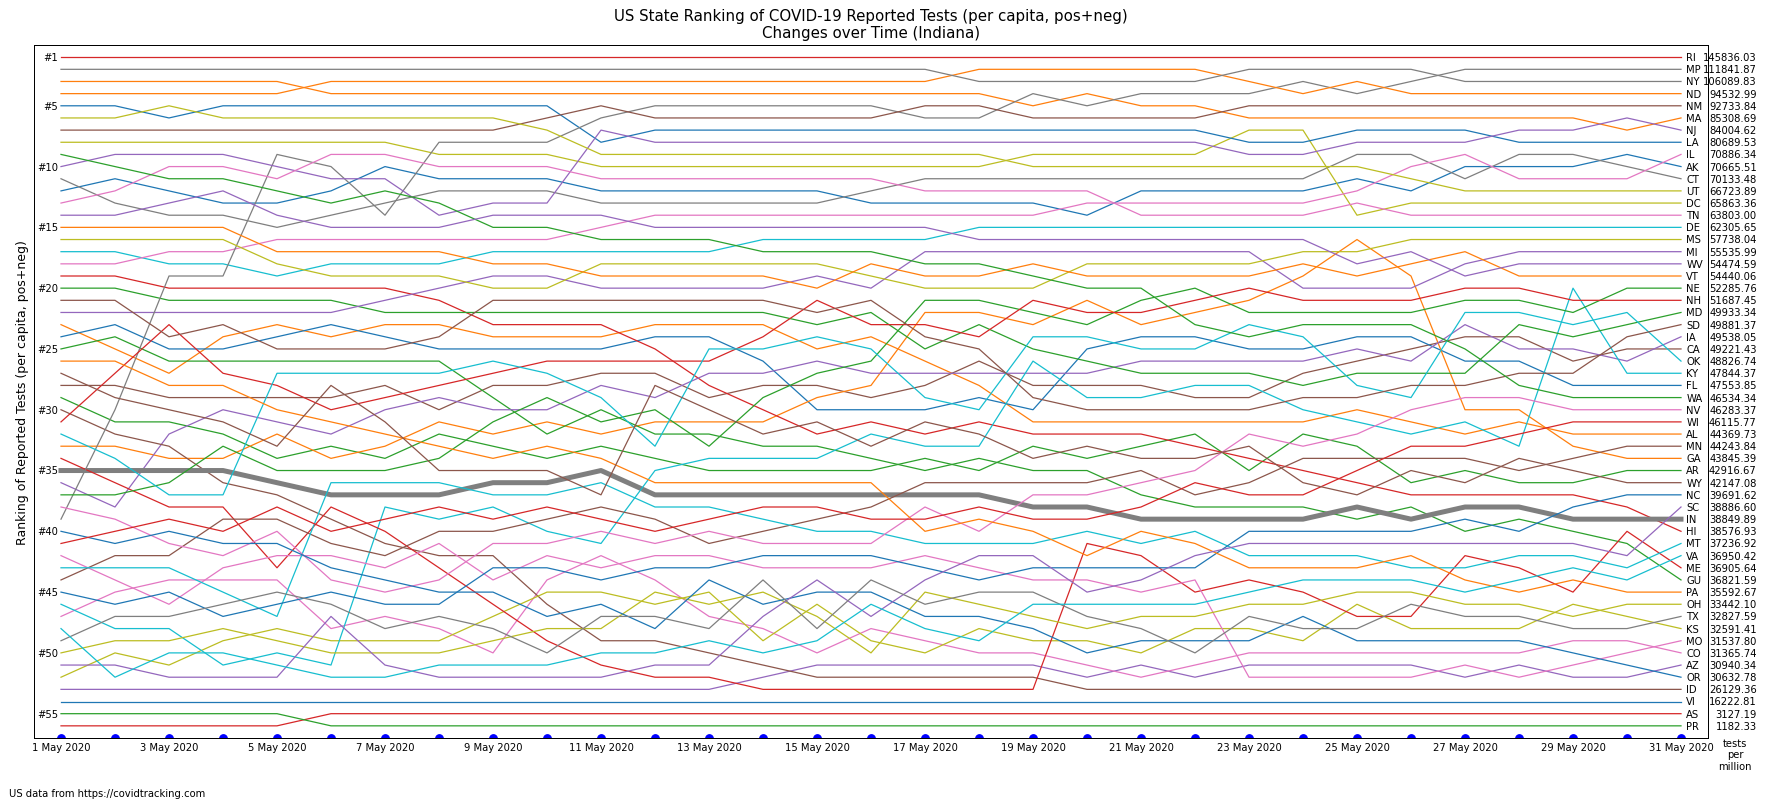 US State Ranking of COVID-19 Reported Tests (per capita, pos+neg)
Changes over Time (Indiana)
Ranking of Reported Tests (per capita, pos+neg)
#1
#5
#10
#15
#20
#25
#30
#35
#40
#45
#50
#55
RI 145836.03
MP 111841.87
NY 106089.83
ND 94532.99
NM 92733.84
MA 85308.69
NJ 84004.62
LA 80689.53
IL 70886.34
AK 70665.51
CT 70133.48
UT 66723.89
DC 65863.36
TN 63803.00
DE 62305.65
MS 57738.04
MI 55535.99
WV 54474.59
VT 54440.06
NE 52285.76
NH 51687.45
MD 49933.34
SD 49881.37
IA 49538.05
CA 49221.43
OK 48826.74
KY 47844.37
FL 47553.85
WA 46534.34
NV 46283.37
WI 46115.77
AL 44369.73
MN 44243.84
GA 43845.39
AR 42916.67
WY 42147.08
NC 39691.62
SC 38886.60
IN 38849.89
HI 38576.93
MT 37236.92
VA 36950.42
ME 36905.64
GU 36821.59
PA 35592.67
OH 33442.10
TX 32827.59
KS 32591.41
MO 31537.80
CO 31365.74
AZ 30940.34
OR 30632.78
ID 26129.36
VI 16222.81
AS 3127.19
PR 1182.33
1 May 2020
3 May 2020
5 May 2020
7 May 2020
9 May 2020
11 May 2020
13 May 2020
15 May 2020
17 May 2020
19 May 2020
21 May 2020
23 May 2020
25 May 2020
27 May 2020
29 May 2020
31 May 2020
tests
per
million
US data from https://covidtracking.com